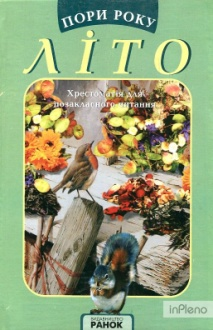 ПОРИ РОКУ
ЛІТО
Хрестоматія для
позакласного читання
ВИДАВНИЦТВО
РАНОК
inPleno